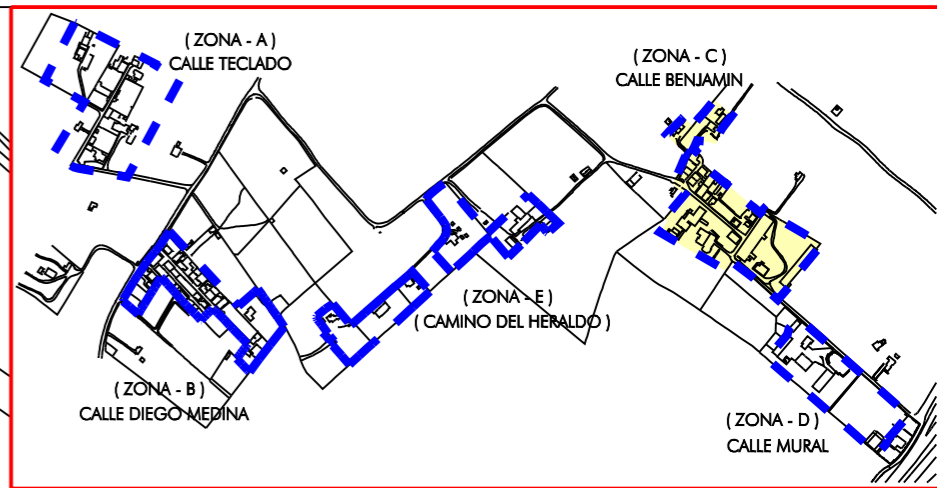 ( ZONA - A )
CALLE TECLADO
( ZONA - C )
CALLE BENJAMIN
( ZONA - E )
( CAMINO DEL HERALDO )
( ZONA - B )
CALLE DIEGO MEDINA
( ZONA - D )
CALLE MURAL